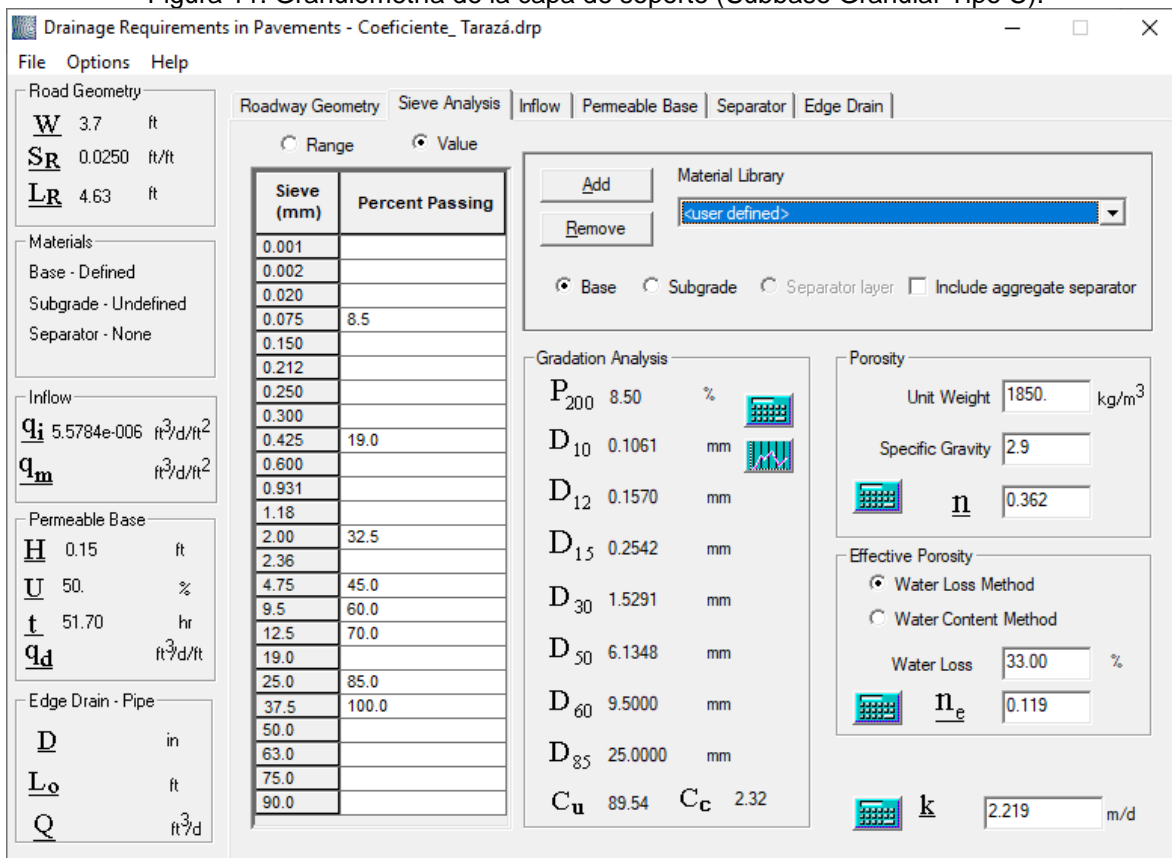 Figura 11. Granulometría de la capa de soporte (Subbase Granular Tipo C).
Drainage Requirements in Pavements - Coeficiente_ Tarazá.drp
File Options Help
Road Geometry
W 3.7 ft
SR 0.0250 ft/ft
LR 4.63 ft
Materials
Base - Defined
Subgrade - Undefined
Separator - None
Inflow
qi 5.5784e-006 ft3/d/ft2
qm ft3/d/ft2
Permeable Base
H 0.15 ft
U 50. %
t 51.70 hr
qd ft3/d/ft
Edge Drain - Pipe
D in
Lo ft
Q ft3/d
Roadway Geometry Sieve Analysis Inflow Permeable Base Separator Edge Drain
Range Value
Sieve (mm) Percent Passing
0.001
0.002
0.020
0.075 8.5
0.150
0.212
0.250
0.300
0.425 19.0
0.600
0.931
1.18
2.00 32.5
2.36
4.75 45.0
9.5 60.0
12.5 70.0
19.0
25.0 85.0
37.5 100.0
50.0
63.0
75.0
90.0
Add
Remove
Material Library
<user defined>
Base Subgrade Separator layer Include aggregate separator
Gradation Analysis
P200 8.50 %
D10 0.1061 mm
D12 0.1570 mm
D15 0.2542 mm
D30 1.5291 mm
D50 6.1348 mm
D60 9.5000 mm
D85 25.0000 mm
Cu 89.54 Cc 2.32
Porosity
Unit Weight 1850. kg/m3
Specific Gravity 2.9
n 0.362
Effective Porosity
Water Loss Method
Water Content Method
Water Loss 33.00 %
ne 0.119
k 2.219 m/d